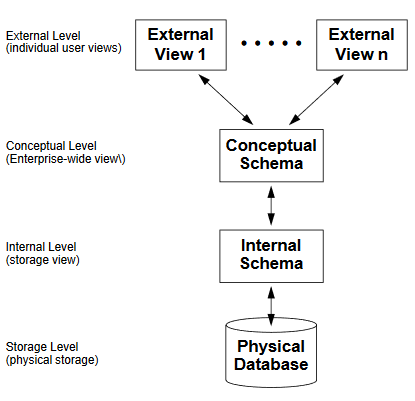 External Level
(individual user views)
External
View 1
External
View n
Conceptual Level
(Enterprise-wide view\)
Conceptual
Schema
Internal Level
(storage view)
Internal
Schema
Storage Level
(physical storage)
Physical
Database